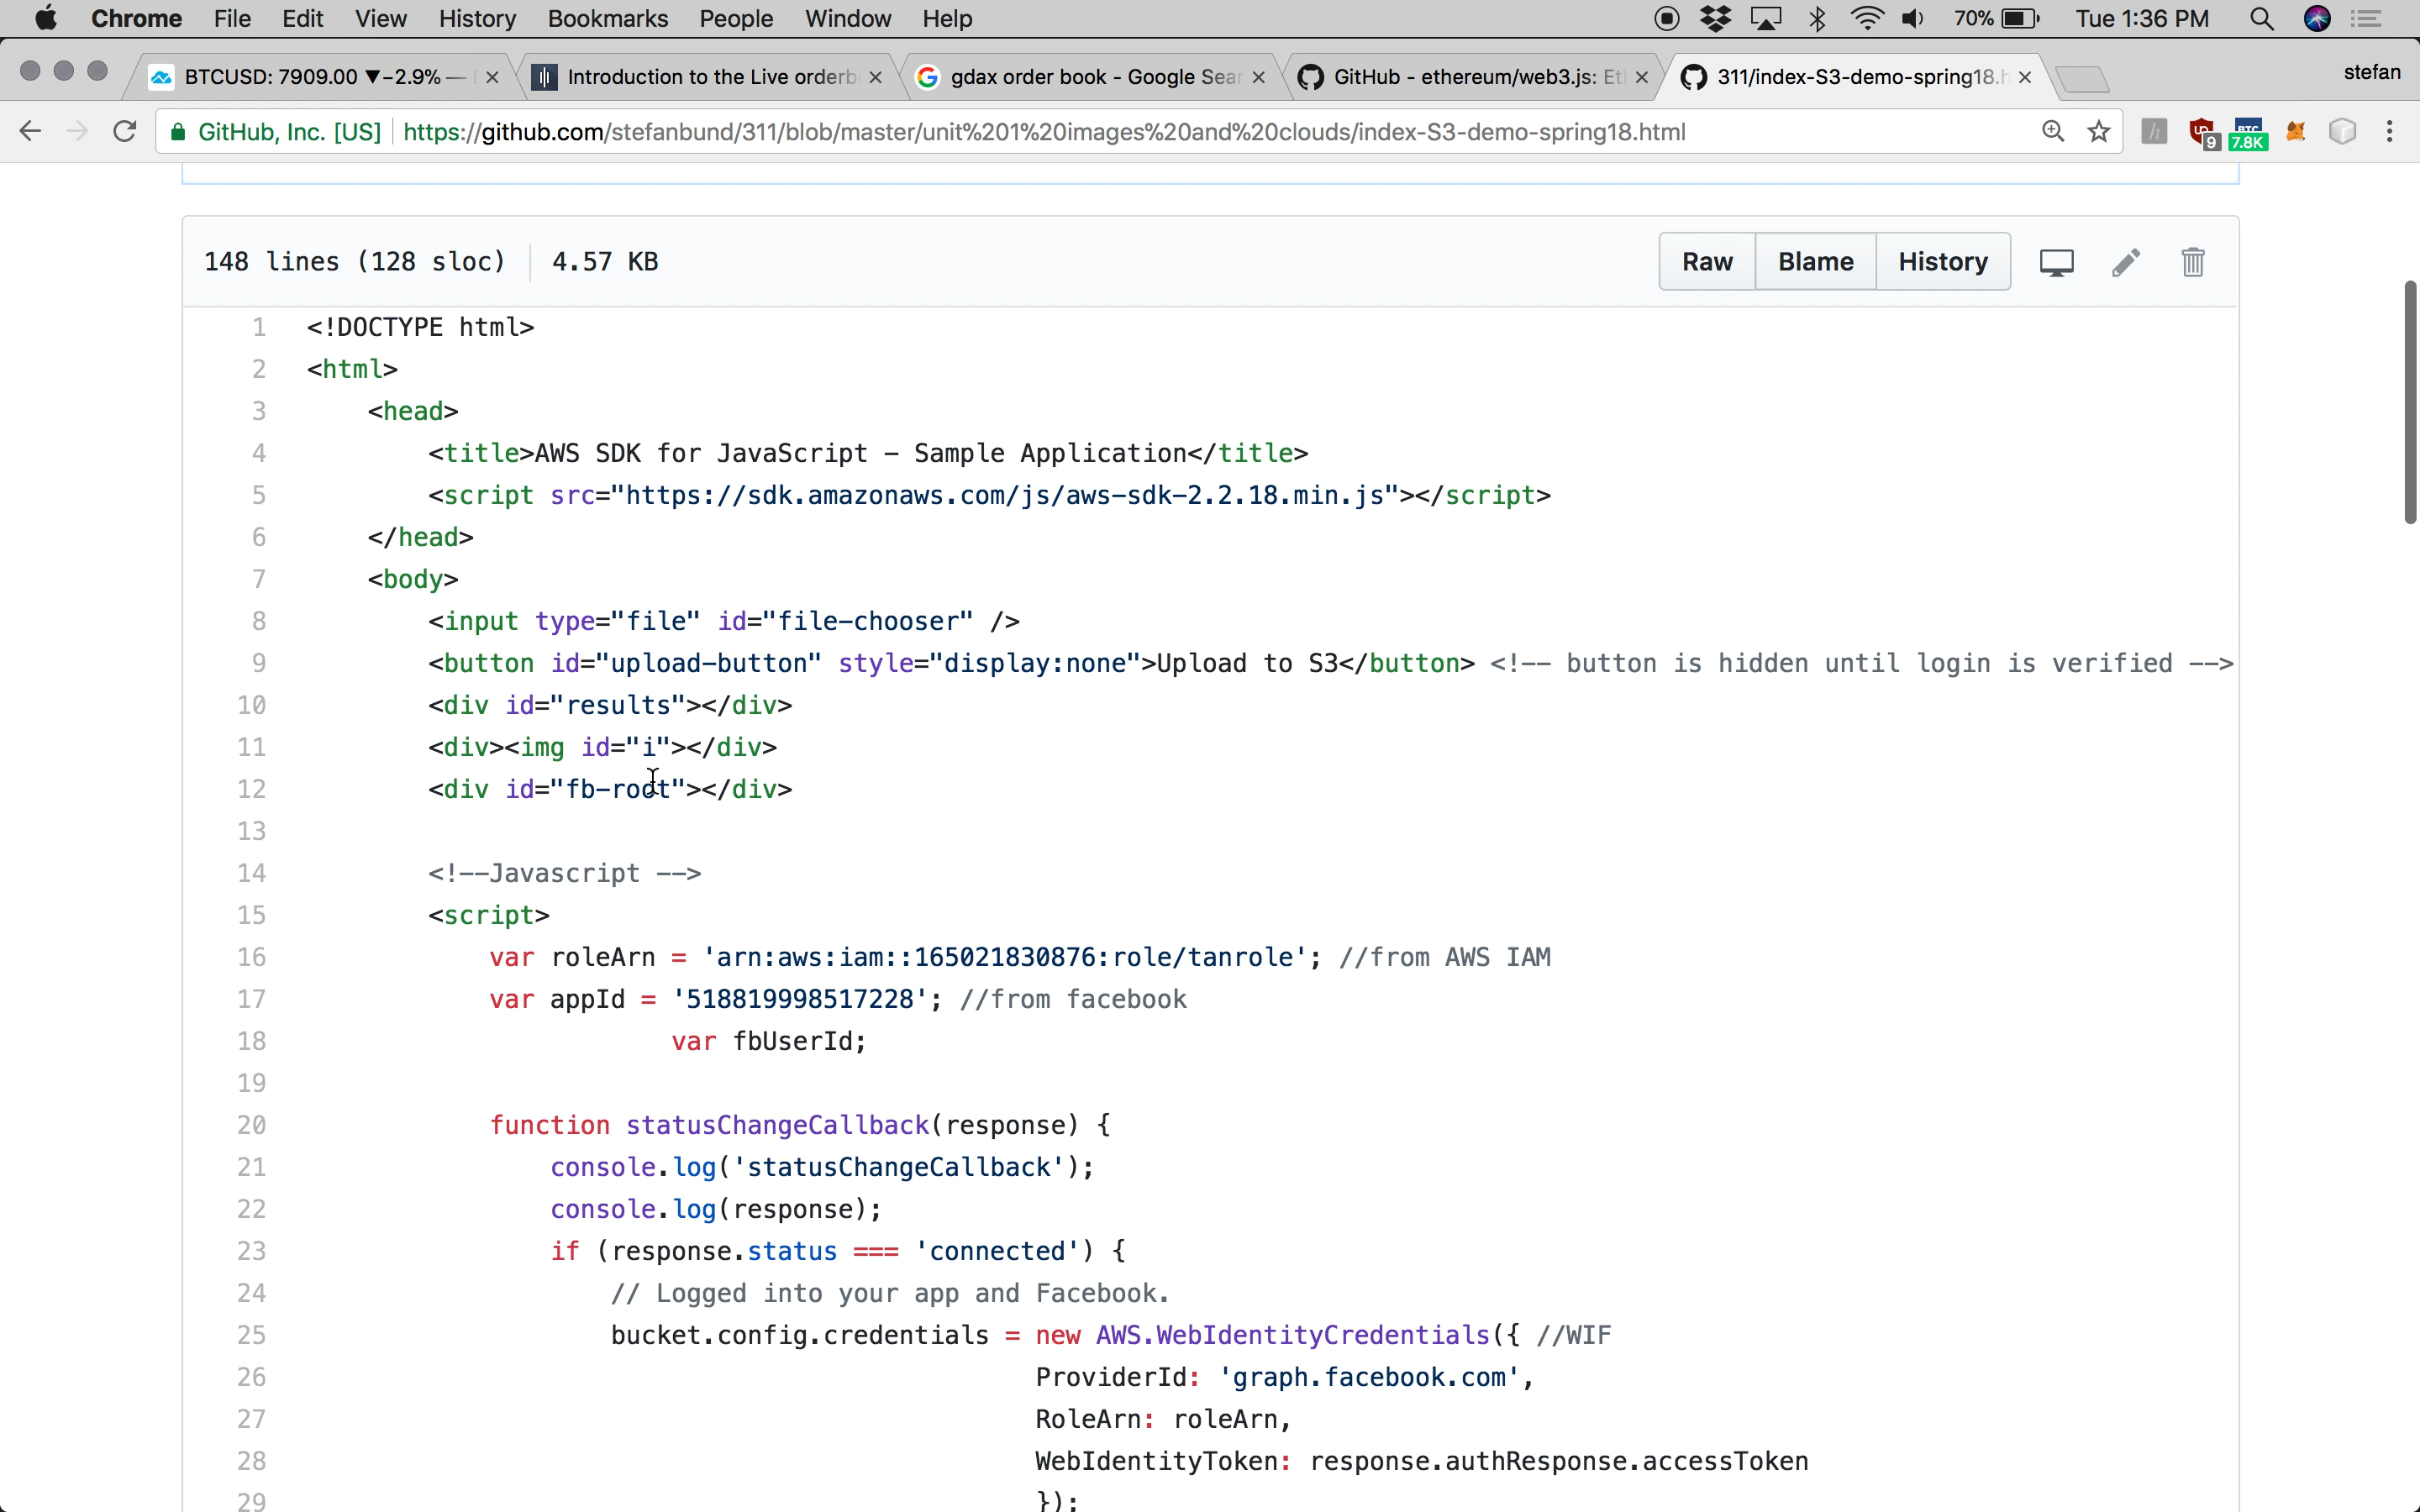 Chrome File Edit View History Bookmarks People Window Help 70% Tue 1:36 PM
BTCUSD: 7909.00 ▼−2.9% — Introduction to the Live orderb gdax order book - Google Sear GitHub - ethereum/web3.js: Et 311/index-S3-demo-spring18.h stefan
GitHub, Inc. [US] https://github.com/stefanbund/311/blob/master/unit%201%20images%20and%20clouds/index-S3-demo-spring18.html h 9 BTC 7.8K
148 lines (128 sloc) 4.57 KB Raw Blame History
1 <!DOCTYPE html>
2 <html>
3 <head>
4 <title>AWS SDK for JavaScript - Sample Application</title>
5 <script src="https://sdk.amazonaws.com/js/aws-sdk-2.2.18.min.js"></script>
6 </head>
7 <body>
8 <input type="file" id="file-chooser" />
9 <button id="upload-button" style="display:none">Upload to S3</button> <!-- button is hidden until login is verified -->
10 <div id="results"></div>
11 <div><img id="i"></div>
12 <div id="fb-root"></div>
13
14 <!--Javascript -->
15 <script>
16 var roleArn = 'arn:aws:iam::165021830876:role/tanrole'; //from AWS IAM
17 var appId = '518819998517228'; //from facebook
18 var fbUserId;
19
20 function statusChangeCallback(response) {
21 console.log('statusChangeCallback');
22 console.log(response);
23 if (response.status === 'connected') {
24 // Logged into your app and Facebook.
25 bucket.config.credentials = new AWS.WebIdentityCredentials({ //WIF
26 ProviderId: 'graph.facebook.com',
27 RoleArn: roleArn,
28 WebIdentityToken: response.authResponse.accessToken
29 });